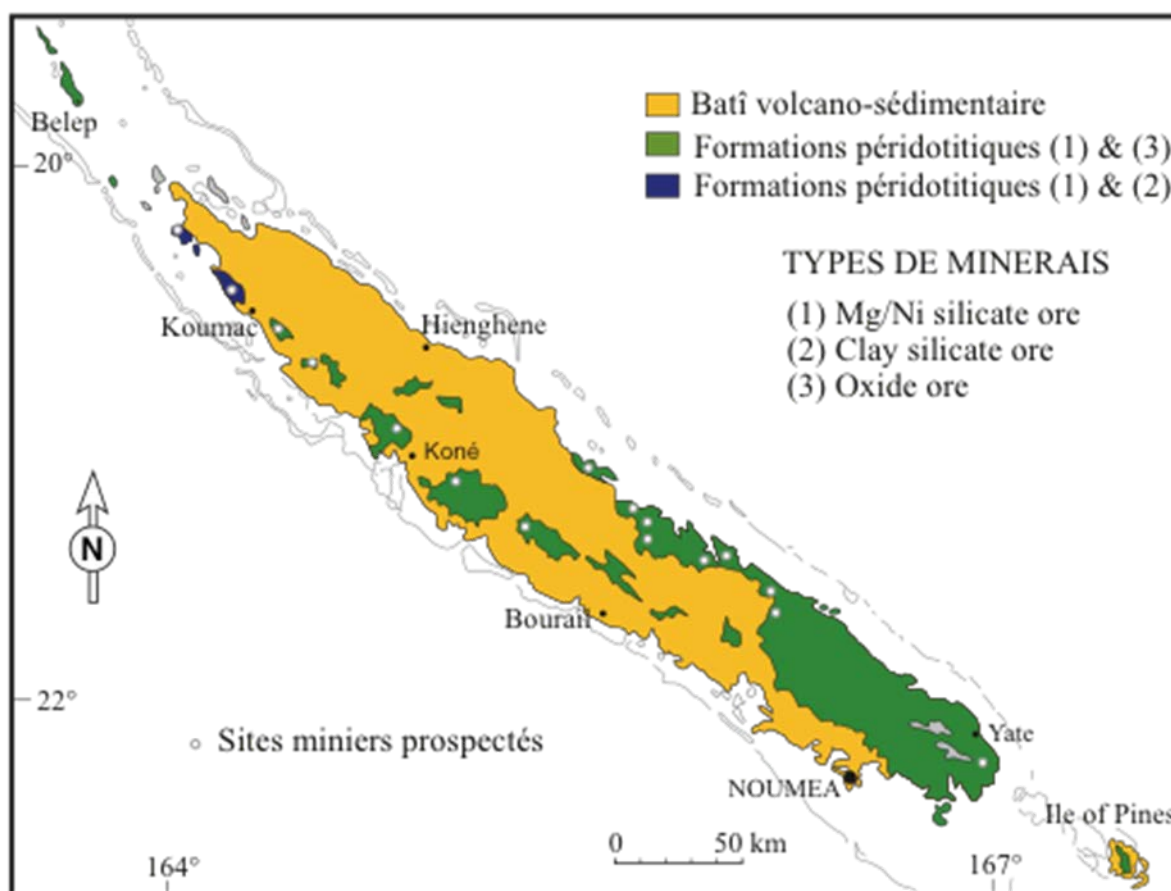 Belep
20°
Batî volcano-sédimentaire
Formations péridotitiques (1) & (3)
Formations péridotitiques (1) & (2)
TYPES DE MINERAIS
(1) Mg/Ni silicate ore
(2) Clay silicate ore
(3) Oxide ore
Koumac
Hienghene
Koné
N
Bourail
22°
Sites miniers prospectés
Yate
NOUMEA
Ile of Pines
0 50 km
164°
167°